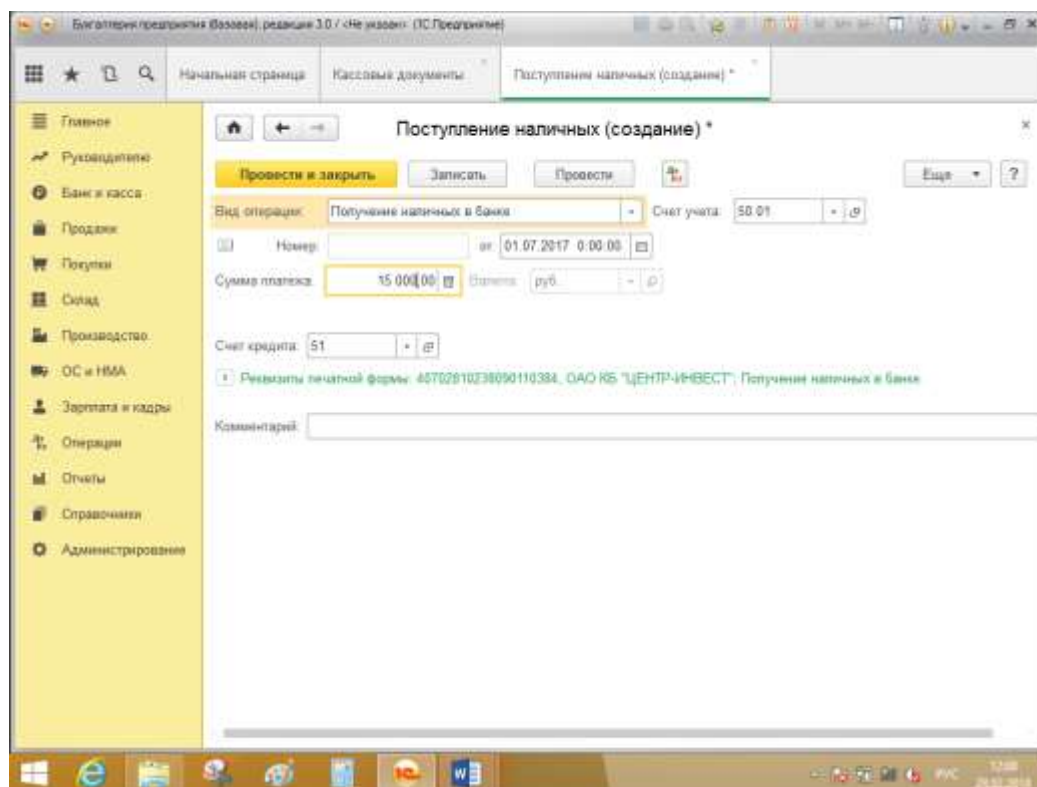 Бухгалтерия предприятия (базовая), редакция 3.0 / <Не указан> (1С:Предприятие)
Начальная страница
Кассовые документы
Поступление наличных (создание) *
Главное
Руководителю
Банк и касса
Продажи
Покупки
Склад
Производство
ОС и НМА
Зарплата и кадры
Операции
Отчеты
Справочники
Администрирование
Поступление наличных (создание) *
Провести и закрыть
Записать
Провести
Еще
?
Вид операции: Получение наличных в банке
Счет учета: 50.01
Номер: от 01.07.2017 0:00:00
Сумма платежа: 15 000,00 Валюта: руб.
Счет кредита: 51
Реквизиты печатной формы: 40702810238090110384, ОАО КБ "ЦЕНТР-ИНВЕСТ"; Получение наличных в банке
Комментарий:
РУС